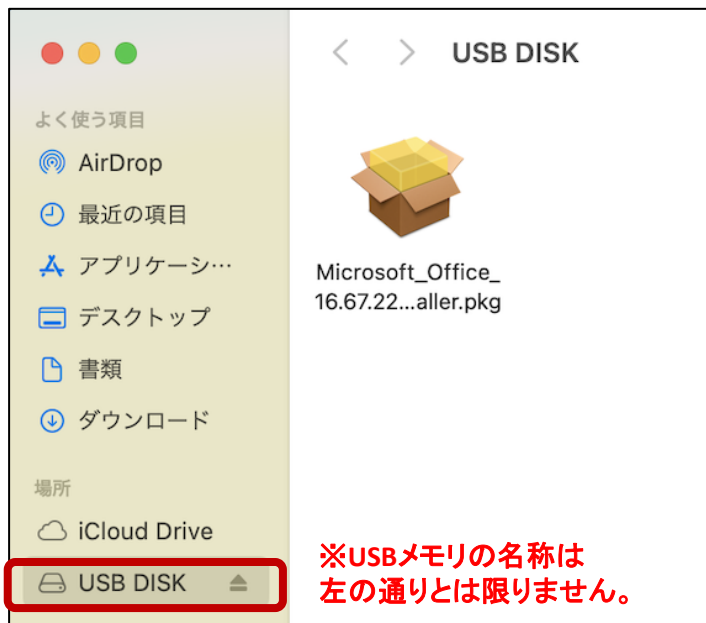 USB DISK
よく使う項目
AirDrop
最近の項目
アプリケーシ…
デスクトップ
書類
ダウンロード
場所
iCloud Drive
USB DISK
Microsoft_Office_
16.67.22...aller.pkg
※USBメモリの名称は
左の通りとは限りません。